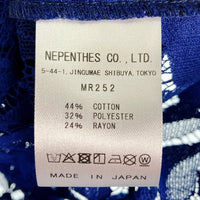 NEPENTHES CO., LTD.
5-44-1, JINGUMAE SHIBUYA, TOKYO
MR252
44% COTTON
32% POLYESTER
24% RAYON
MADE IN JAPAN